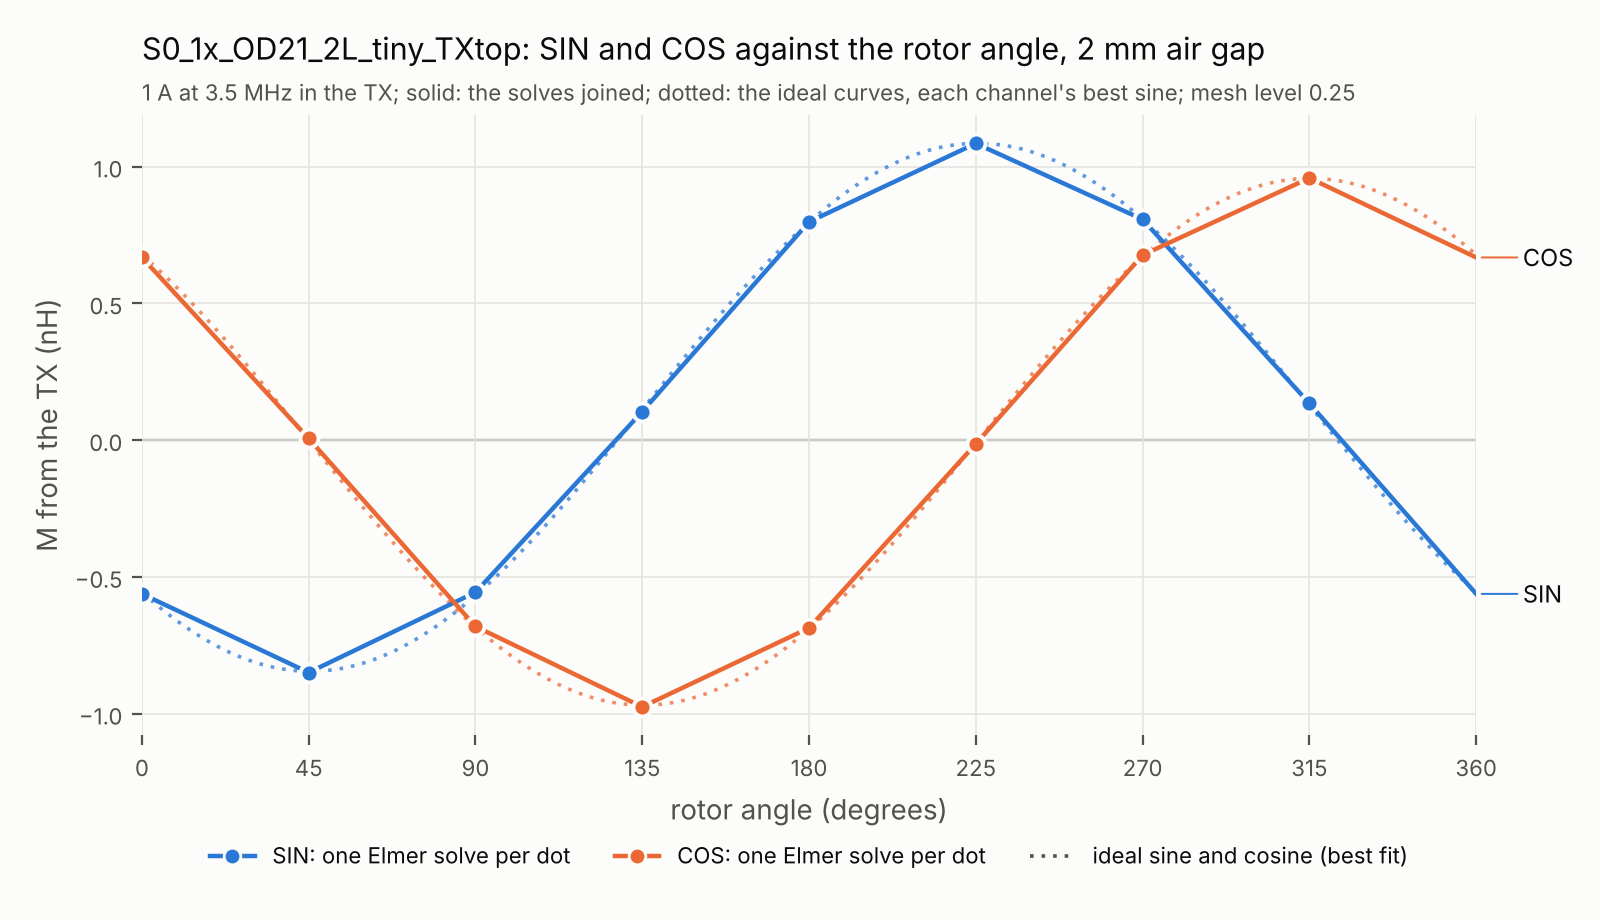 S0_1x_OD21_2L_tiny_TXtop: SIN and COS against the rotor angle, 2 mm air gap
1 A at 3.5 MHz in the TX; solid: the solves joined; dotted: the ideal curves, each channel's best sine; mesh level 0.25
M from the TX (nH)
1.0
0.5
0.0
−0.5
−1.0
COS
SIN
0 45 90 135 180 225 270 315 360
rotor angle (degrees)
SIN: one Elmer solve per dot COS: one Elmer solve per dot ideal sine and cosine (best fit)